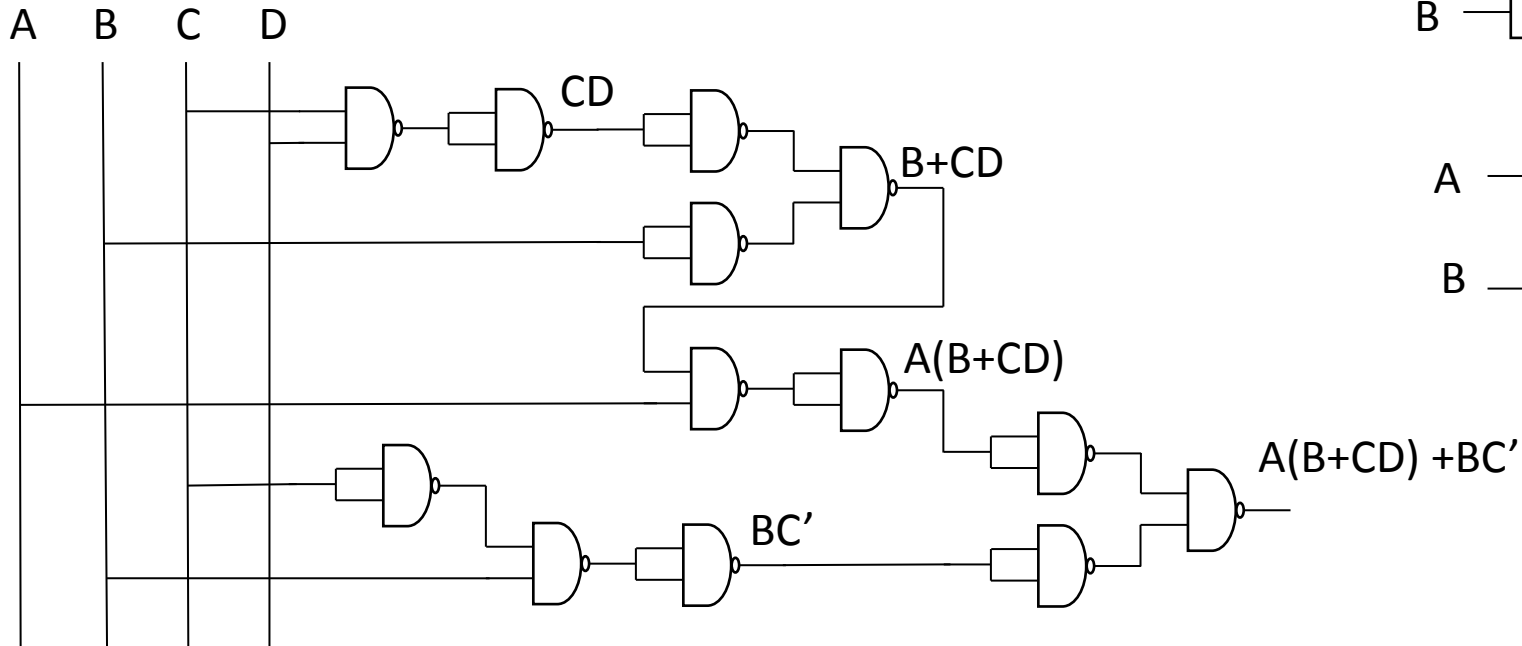 A B C D
B
CD
B+CD
A
B
A(B+CD)
A(B+CD) +BC’
BC’